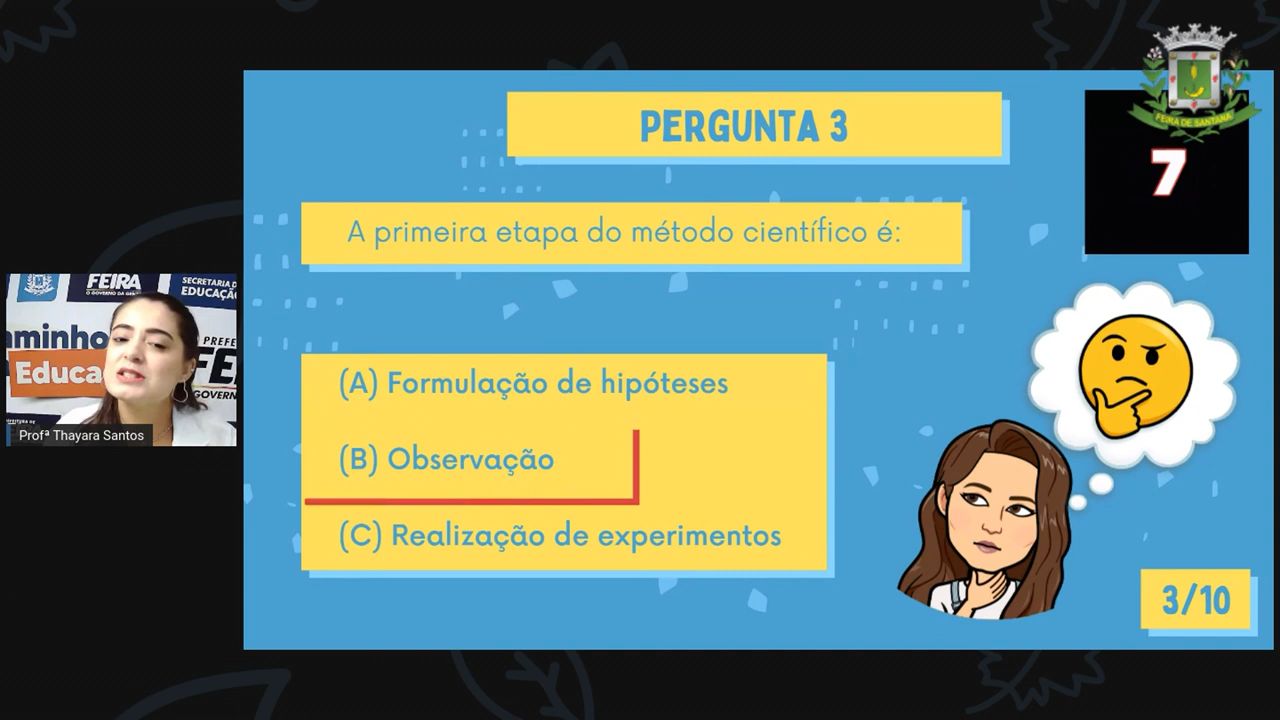 PERGUNTA 3
FEIRA DE SANTANA
7
A primeira etapa do método científico é:
(A) Formulação de hipóteses
(B) Observação
(C) Realização de experimentos
3/10
FEIRA
SECRETARIA
EDUCAÇÃO
Educa
Profª Thayara Santos